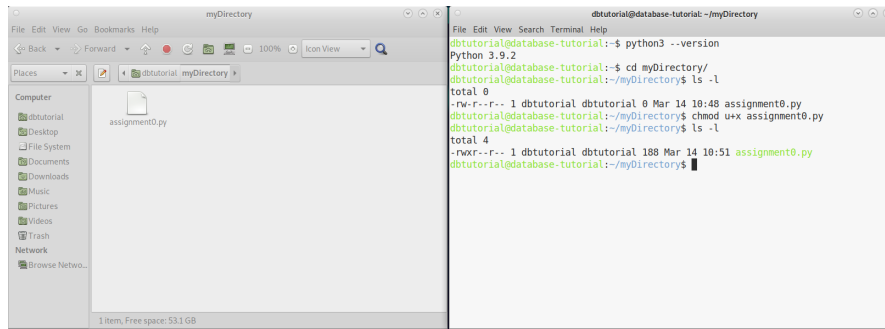 myDirectory
File Edit View Go Bookmarks Help
Back Forward 100% Icon View
Places dbtutorial myDirectory
Computer
dbtutorial
Desktop
File System
Documents
Downloads
Music
Pictures
Videos
Trash
Network
Browse Netwo...
assignment0.py
1 item, Free space: 53.1 GB
dbtutorial@database-tutorial: ~/myDirectory
File Edit View Search Terminal Help
dbtutorial@database-tutorial:~$ python3 --version
Python 3.9.2
dbtutorial@database-tutorial:~$ cd myDirectory/
dbtutorial@database-tutorial:~/myDirectory$ ls -l
total 0
-rw-r--r-- 1 dbtutorial dbtutorial 0 Mar 14 10:48 assignment0.py
dbtutorial@database-tutorial:~/myDirectory$ chmod u+x assignment0.py
dbtutorial@database-tutorial:~/myDirectory$ ls -l
total 4
-rwxr--r-- 1 dbtutorial dbtutorial 188 Mar 14 10:51 assignment0.py
dbtutorial@database-tutorial:~/myDirectory$